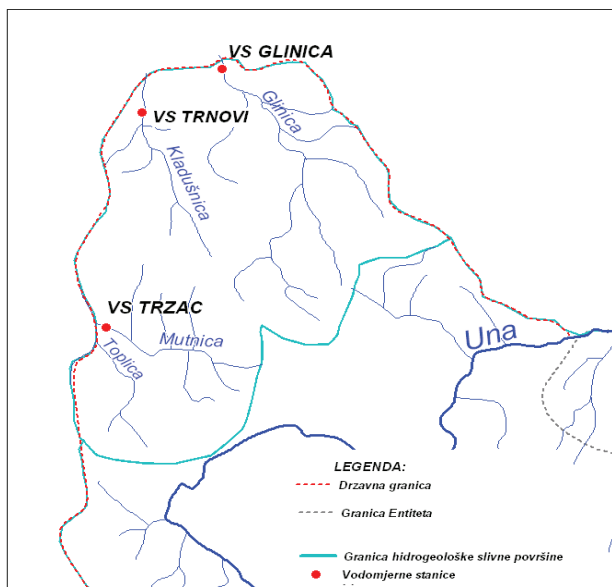 VS GLINICA
Glinica
VS TRNOVI
Kladušnica
VS TRZAC
Mutnica
Toplica
Una
LEGENDA:
Drzavna granica
Granica Entiteta
Granica hidrogeološke slivne površine
Vodomjerne stanice